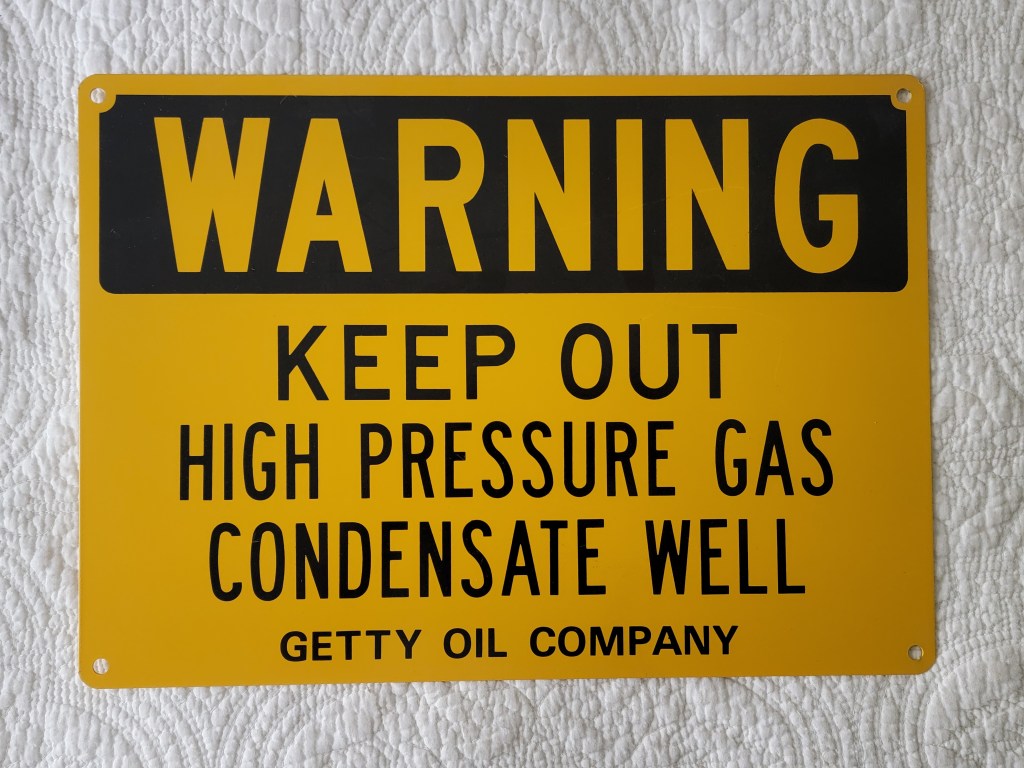 WARNING
KEEP OUT
HIGH PRESSURE GAS
CONDENSATE WELL
GETTY OIL COMPANY